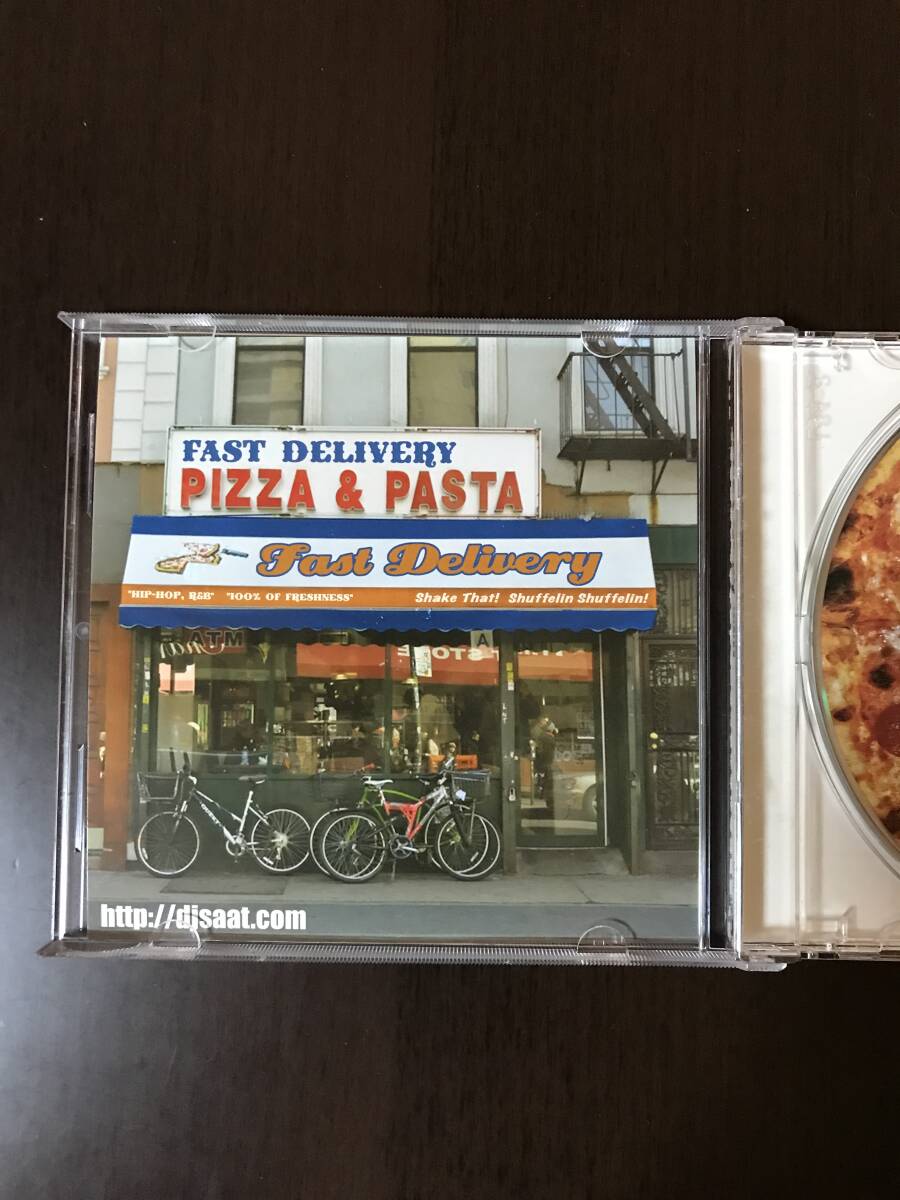 FAST DELIVERY
PIZZA & PASTA
Fast Delivery
"HIP-HOP, R&B" "100% OF FRESHNESS" Shake That! Shuffelin Shuffelin!
ATM
A
STORE
http://djsaat.com